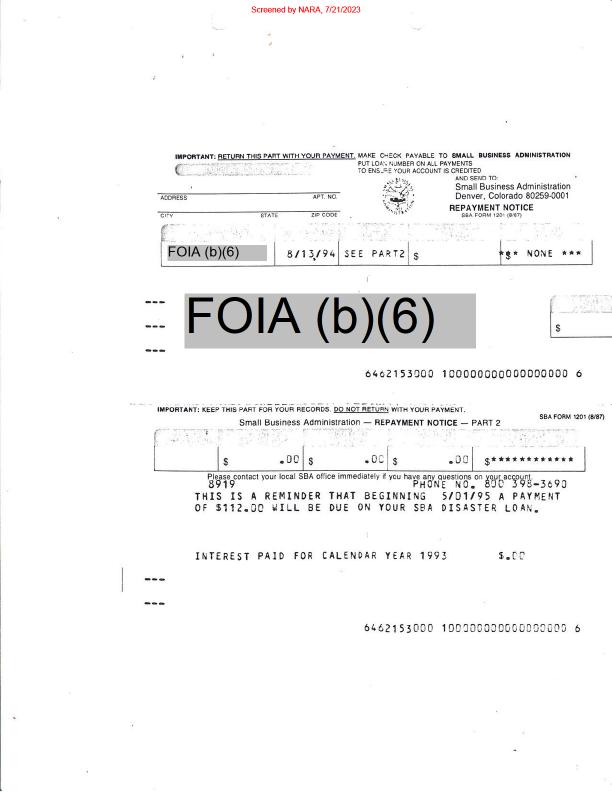 Screened by NARA, 7/21/2023
IMPORTANT: RETURN THIS PART WITH YOUR PAYMENT. MAKE CHECK PAYABLE TO SMALL BUSINESS ADMINISTRATION
PUT LOAN NUMBER ON ALL PAYMENTS
TO ENSURE YOUR ACCOUNT IS CREDITED
AND SEND TO:
Small Business Administration
Denver, Colorado 80259-0001
ADDRESS APT. NO.
REPAYMENT NOTICE
CITY STATE ZIP CODE
SBA FORM 1201 (8/87)
FOIA (b)(6) 8/13/94 SEE PART2 $ *$* NONE ***
FOIA (b)(6)
$
6462153000 10000000000000000 6
IMPORTANT: KEEP THIS PART FOR YOUR RECORDS. DO NOT RETURN WITH YOUR PAYMENT.
SBA FORM 1201 (8/87)
Small Business Administration — REPAYMENT NOTICE — PART 2
$ .00 $ .00 $ .00 $************
Please contact your local SBA office immediately if you have any questions on your account.
8919 PHONE NO. 800 398-3690
THIS IS A REMINDER THAT BEGINNING 5/01/95 A PAYMENT
OF $112.00 WILL BE DUE ON YOUR SBA DISASTER LOAN.
INTEREST PAID FOR CALENDAR YEAR 1993 $.00
6462153000 10000000000000000 6